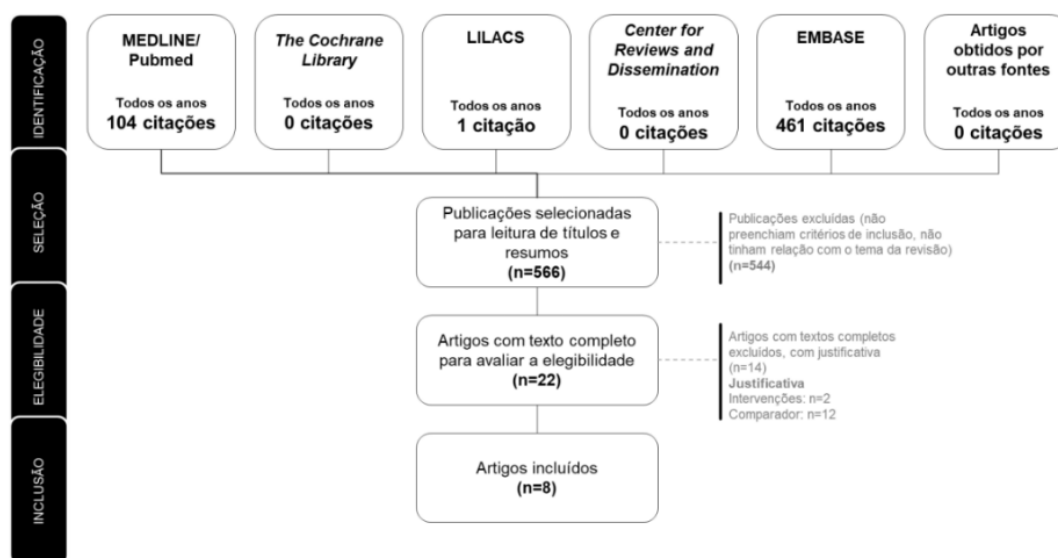 IDENTIFICAÇÃO
MEDLINE/
Pubmed
Todos os anos
104 citações
The Cochrane
Library
Todos os anos
0 citações
LILACS
Todos os anos
1 citação
Center for
Reviews and
Dissemination
Todos os anos
0 citações
EMBASE
Todos os anos
461 citações
Artigos
obtidos por
outras fontes
Todos os anos
0 citações
SELEÇÃO
Publicações selecionadas
para leitura de títulos e
resumos
(n=566)
Publicações excluídas (não
preenchiam critérios de inclusão, não
tinham relação com o tema da revisão)
(n=544)
ELEGIBILIDADE
Artigos com texto completo
para avaliar a elegibilidade
(n=22)
Artigos com textos completos
excluídos, com justificativa
(n=14)
Justificativa
Intervenções: n=2
Comparador: n=12
INCLUSÃO
Artigos incluídos
(n=8)